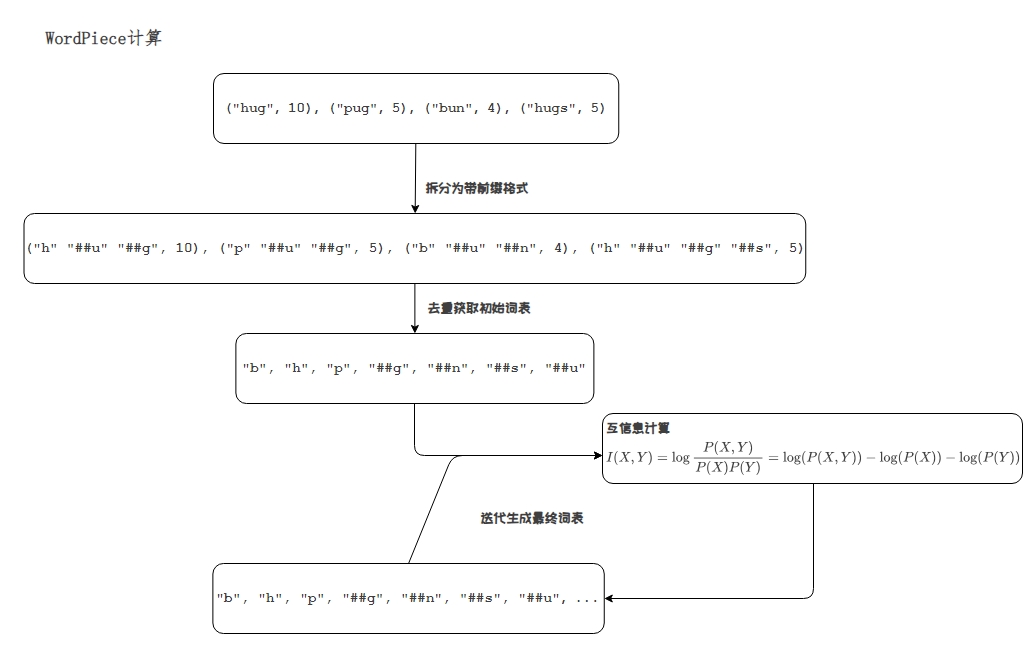 WordPiece计算
("hug", 10), ("pug", 5), ("bun", 4), ("hugs", 5)
拆分为带前缀格式
("h" "##u" "##g", 10), ("p" "##u" "##g", 5), ("b" "##u" "##n", 4), ("h" "##u" "##g" "##s", 5)
去重获取初始词表
"b", "h", "p", "##g", "##n", "##s", "##u"
互信息计算
I(X,Y) = log P(X,Y) / P(X)P(Y) = log(P(X,Y)) − log(P(X)) − log(P(Y))
迭代生成最终词表
"b", "h", "p", "##g", "##n", "##s", "##u", ...